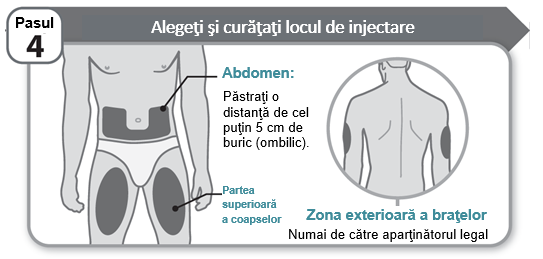 Pasul
4
Alegeţi şi curăţaţi locul de injectare
Abdomen:
Păstraţi o
distanţă de cel
puţin 5 cm de
buric (ombilic).
Partea
superioară
a coapselor
Zona exterioară a braţelor
Numai de către aparţinătorul legal